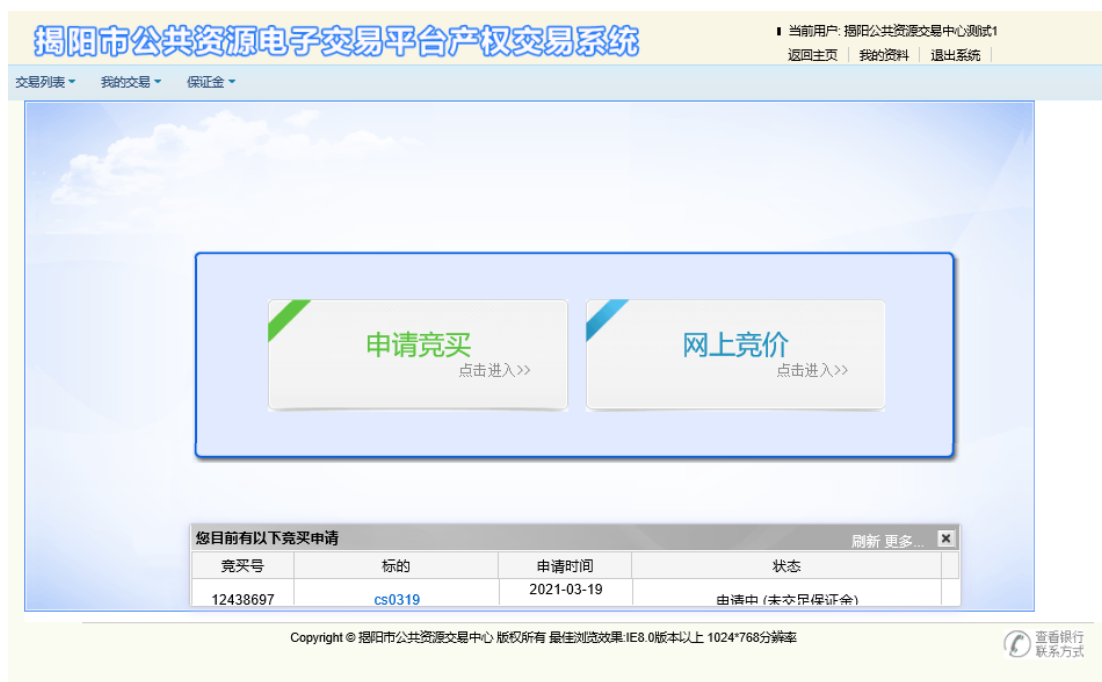 揭阳市公共资源电子交易平台产权交易系统
当前用户: 揭阳公共资源交易中心测试1
返回主页 我的资料 退出系统
交易列表 我的交易 保证金
申请竞买
点击进入>>
网上竞价
点击进入>>
您目前有以下竞买申请 刷新 更多...
竞买号 标的 申请时间 状态
12438697 cs0319 2021-03-19 申请中 (未交足保证金)
Copyright © 揭阳市公共资源交易中心 版权所有 最佳浏览效果:IE8.0版本以上 1024*768分辨率
查看银行
联系方式